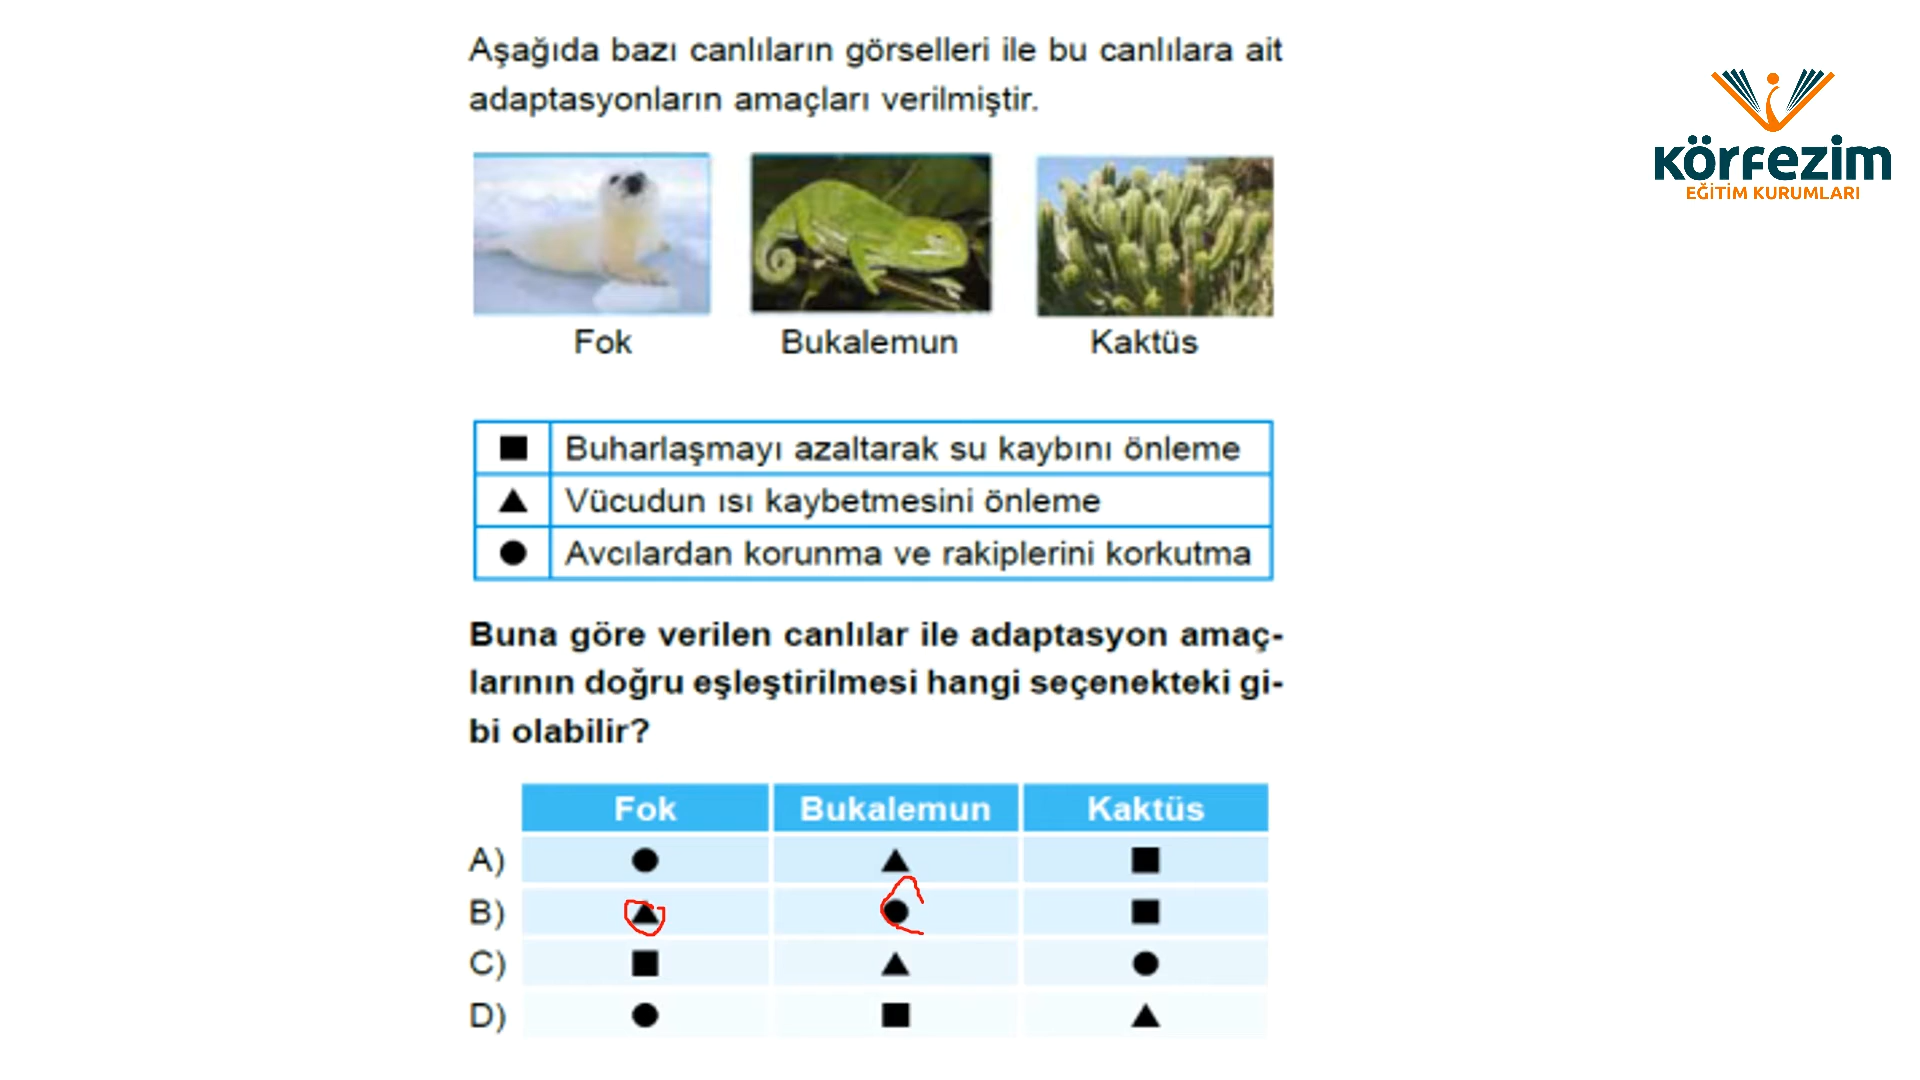 Aşağıda bazı canlıların görselleri ile bu canlılara ait
adaptasyonların amaçları verilmiştir.
KÖRFEZİM
EĞİTİM KURUMLARI
Fok
Bukalemun
Kaktüs
■ Buharlaşmayı azaltarak su kaybını önleme
▲ Vücudun ısı kaybetmesini önleme
● Avcılardan korunma ve rakiplerini korkutma
Buna göre verilen canlılar ile adaptasyon amaç-
larının doğru eşleştirilmesi hangi seçenekteki gi-
bi olabilir?
Fok Bukalemun Kaktüs
A) ● ▲ ■
B) ▲ ● ■
C) ■ ▲ ●
D) ● ■ ▲